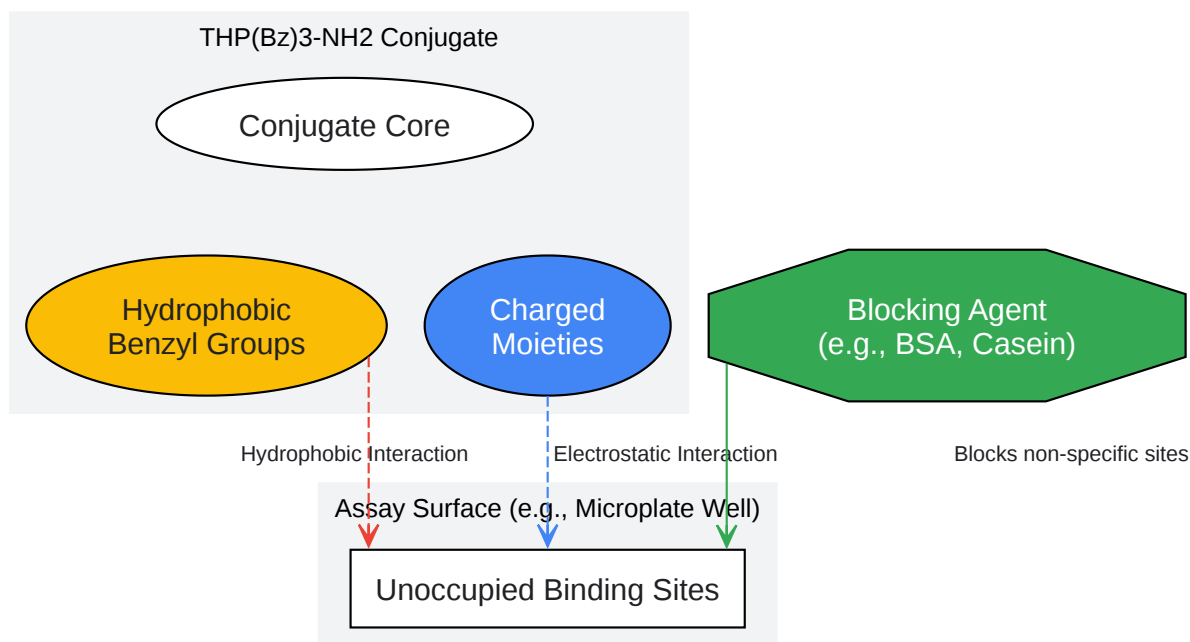 THP(Bz)3-NH2 Conjugate
Conjugate Core
Hydrophobic
Benzyl Groups
Charged
Moieties
Blocking Agent
(e.g., BSA, Casein)
Hydrophobic Interaction
Electrostatic Interaction
Blocks non-specific sites
Assay Surface (e.g., Microplate Well)
Unoccupied Binding Sites